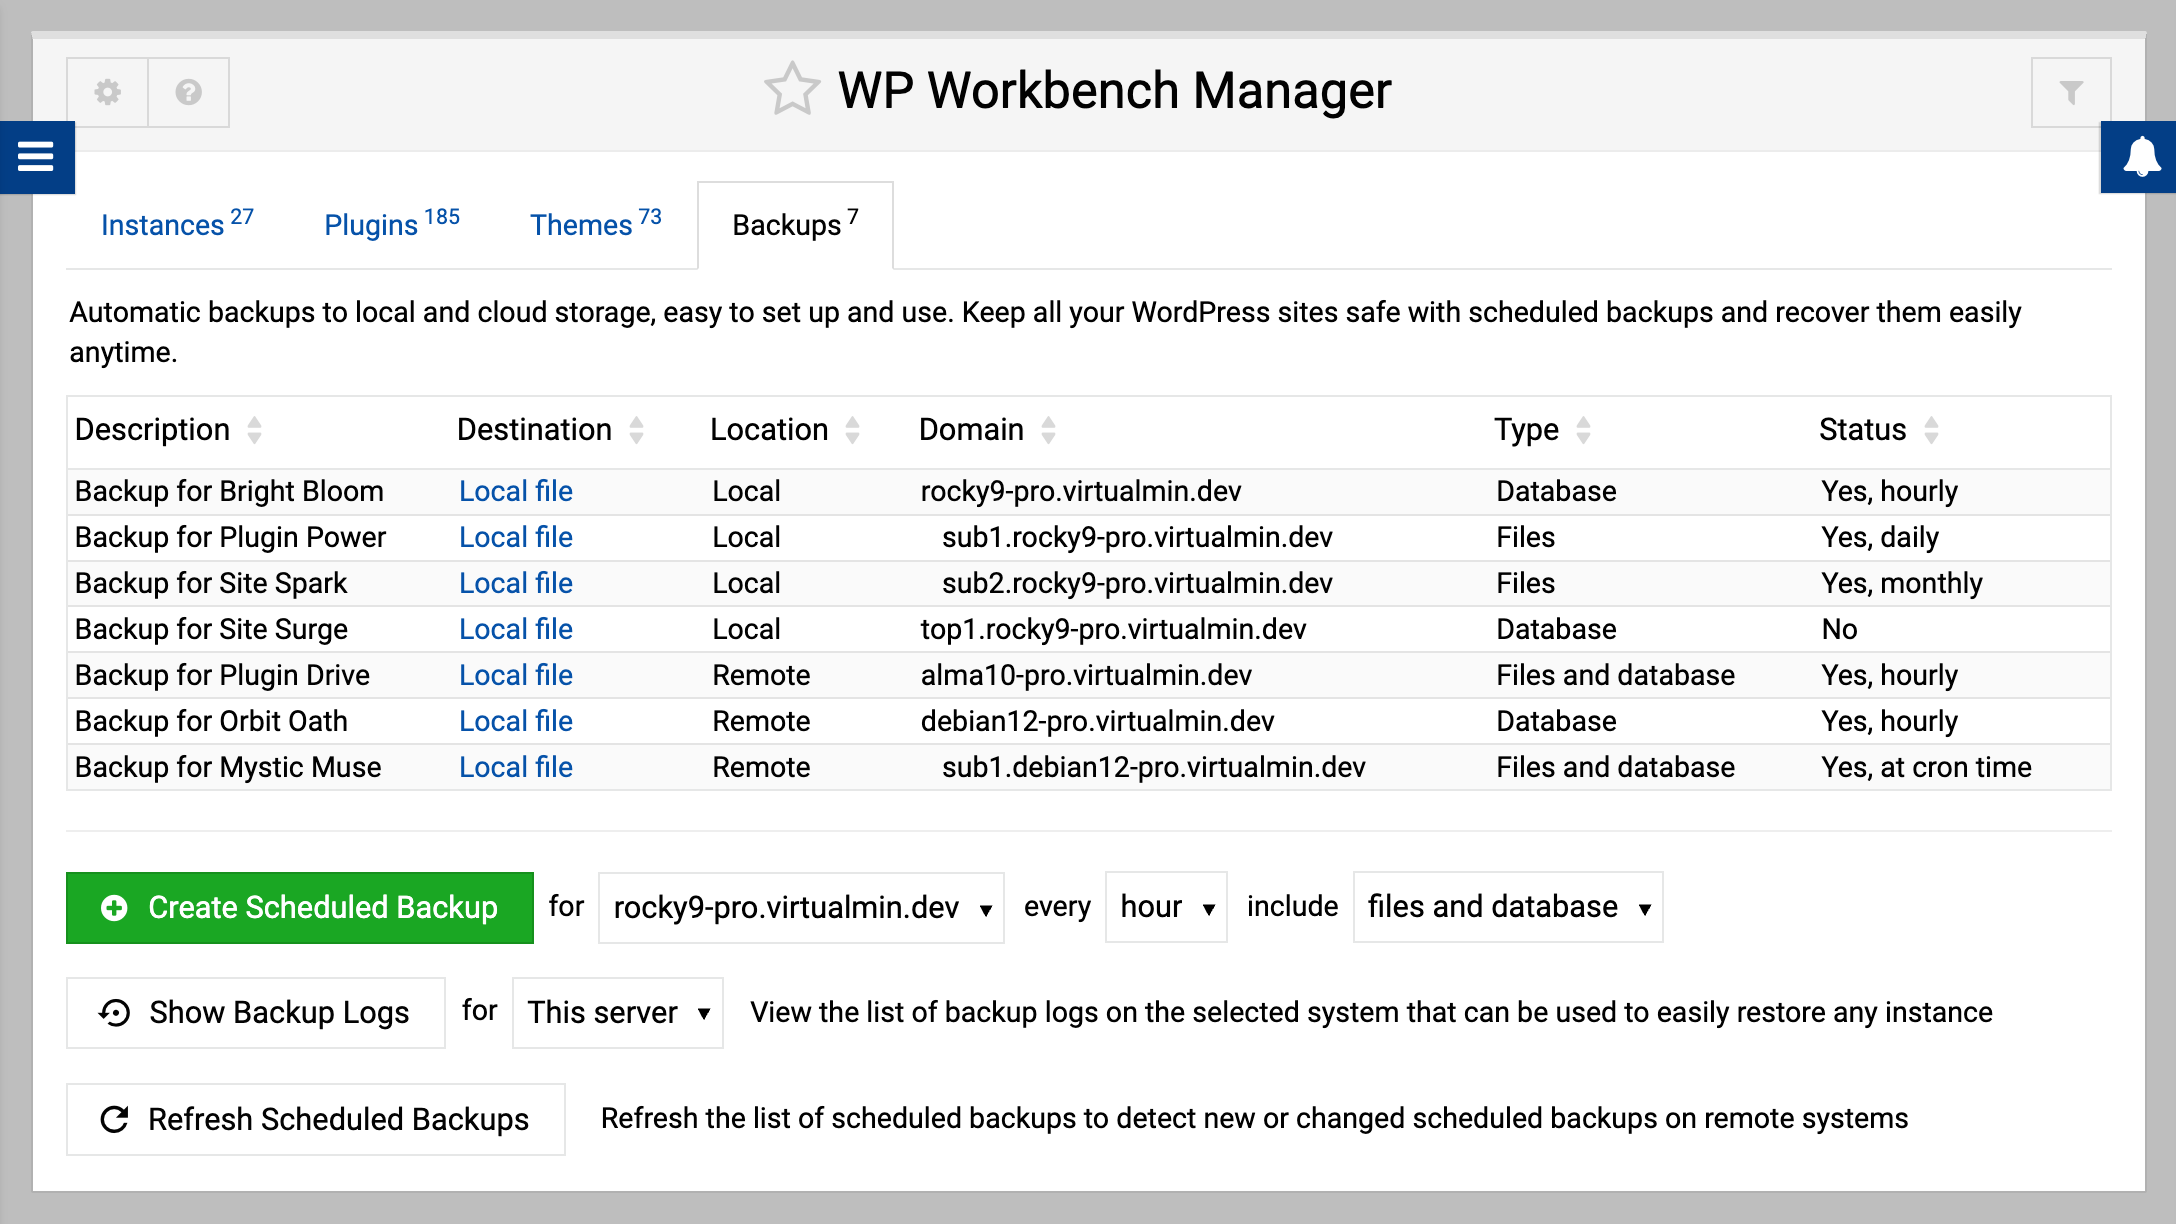 WP Workbench Manager
Instances 27 Plugins 185 Themes 73 Backups 7
Automatic backups to local and cloud storage, easy to set up and use. Keep all your WordPress sites safe with scheduled backups and recover them easily
anytime.
Description Destination Location Domain Type Status
Backup for Bright Bloom Local file Local rocky9-pro.virtualmin.dev Database Yes, hourly
Backup for Plugin Power Local file Local sub1.rocky9-pro.virtualmin.dev Files Yes, daily
Backup for Site Spark Local file Local sub2.rocky9-pro.virtualmin.dev Files Yes, monthly
Backup for Site Surge Local file Local top1.rocky9-pro.virtualmin.dev Database No
Backup for Plugin Drive Local file Remote alma10-pro.virtualmin.dev Files and database Yes, hourly
Backup for Orbit Oath Local file Remote debian12-pro.virtualmin.dev Database Yes, hourly
Backup for Mystic Muse Local file Remote sub1.debian12-pro.virtualmin.dev Files and database Yes, at cron time
Create Scheduled Backup for rocky9-pro.virtualmin.dev every hour include files and database
Show Backup Logs for This server View the list of backup logs on the selected system that can be used to easily restore any instance
Refresh Scheduled Backups Refresh the list of scheduled backups to detect new or changed scheduled backups on remote systems